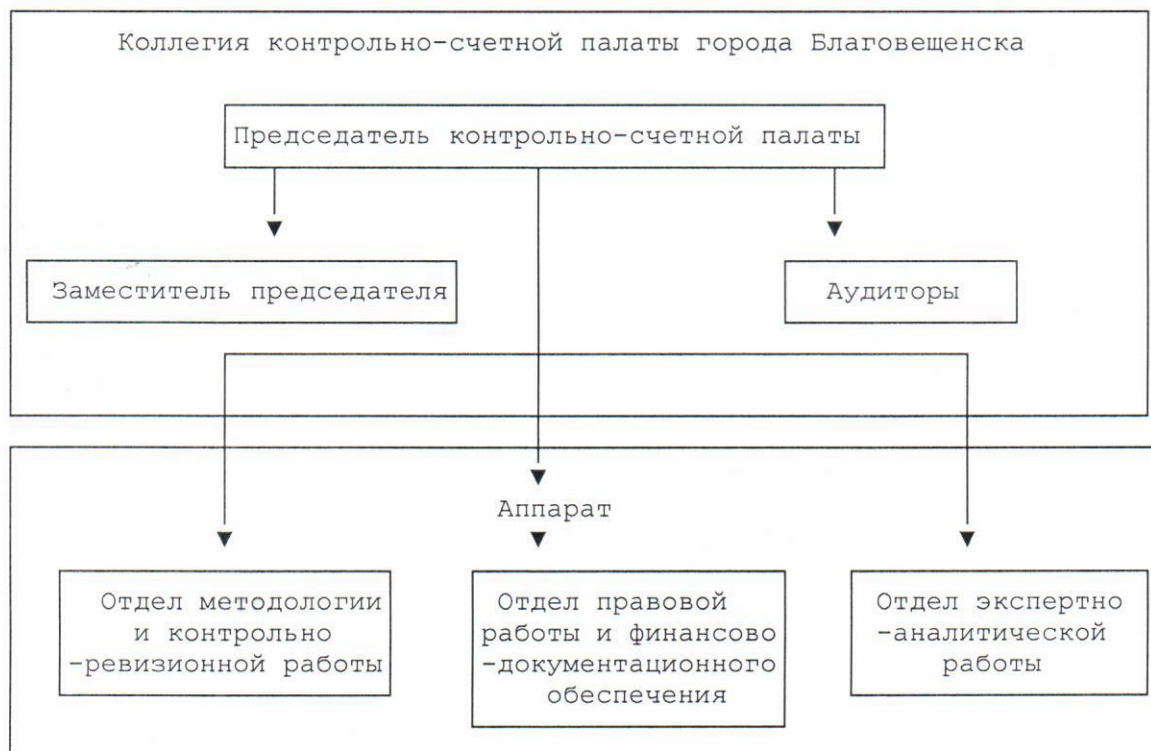 Коллегия контрольно-счетной палаты города Благовещенска
Председатель контрольно-счетной палаты
Заместитель председателя
Аудиторы
Аппарат
Отдел методологии
и контрольно
-ревизионной работы
Отдел правовой
работы и финансово
-документационного
обеспечения
Отдел экспертно
-аналитической
работы